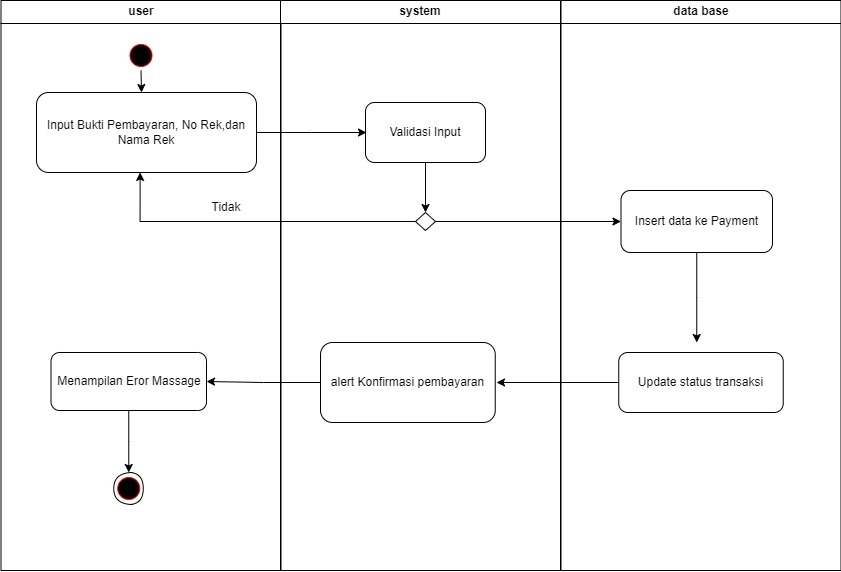 user
system
data base
Input Bukti Pembayaran, No Rek,dan
Nama Rek
Validasi Input
Tidak
Insert data ke Payment
Menampilan Eror Massage
alert Konfirmasi pembayaran
Update status transaksi